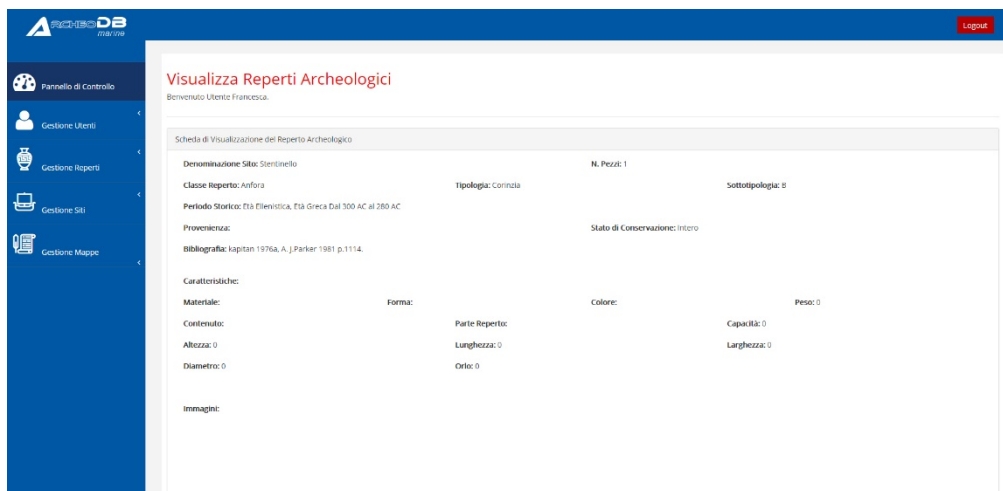 ARCHEODB
marine
Logout
Pannello di Controllo
Gestione Utenti
Gestione Reperti
Gestione Siti
Gestione Mappe
Visualizza Reperti Archeologici
Benvenuto Utente Francesca.
Scheda di Visualizzazione del Reperto Archeologico
Denominazione Sito: Stentinello N. Pezzi: 1
Classe Reperto: Anfora Tipologia: Corinzia Sottotipologia: B
Periodo Storico: Età Ellenistica, Età Greca Dal 300 AC al 280 AC
Provenienza: Stato di Conservazione: Intero
Bibliografia: kapitan 1976a, A. J.Parker 1981 p.1114.
Caratteristiche:
Materiale: Forma: Colore: Peso: 0
Contenuto: Parte Reperto: Capacità: 0
Altezza: 0 Lunghezza: 0 Larghezza: 0
Diametro: 0 Orlo: 0
Immagini: